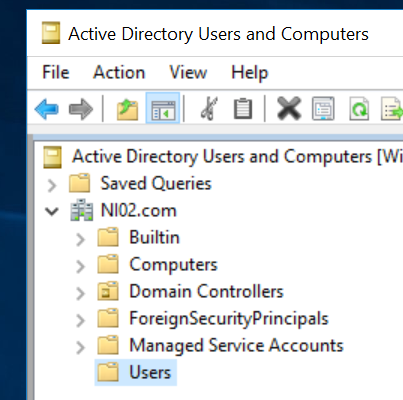 Active Directory Users and Computers
File Action View Help
Active Directory Users and Computers [Wi
Saved Queries
NI02.com
Builtin
Computers
Domain Controllers
ForeignSecurityPrincipals
Managed Service Accounts
Users